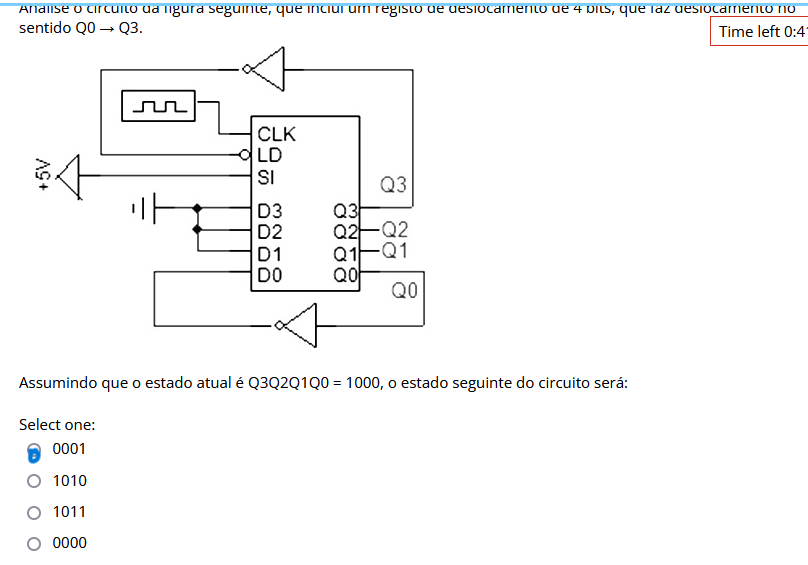 Analise o circuito da figura seguinte, que inclui um registo de deslocamento de 4 bits, que faz deslocamento no
sentido Q0 → Q3.
Time left 0:4
CLK
LD
SI
+5V
Q3
D3 Q3
D2 Q2 Q2
D1 Q1 Q1
D0 Q0
Q0
Assumindo que o estado atual é Q3Q2Q1Q0 = 1000, o estado seguinte do circuito será:
Select one:
0001
1010
1011
0000